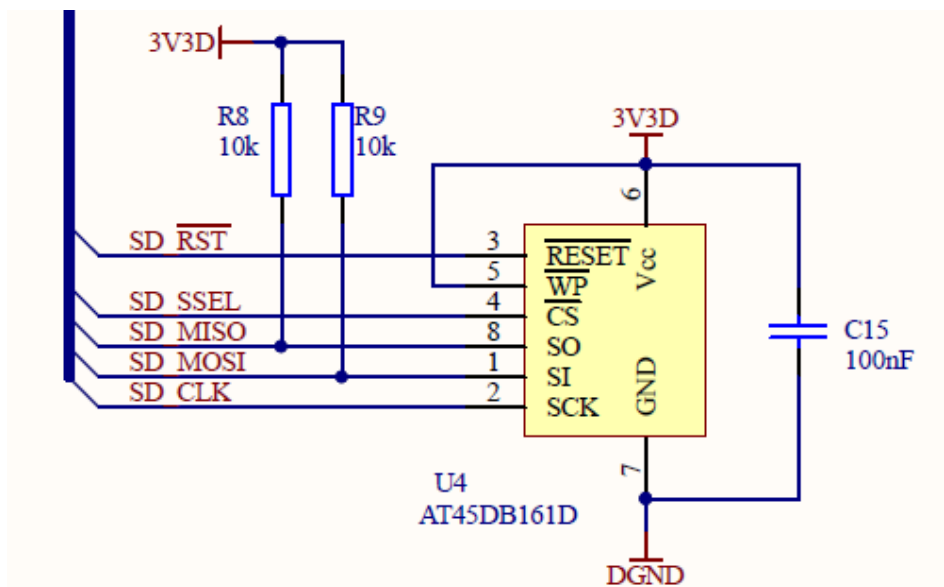 3V3D
R8
10k
R9
10k
3V3D
6
SD_RST
3
RESET
Vcc
5
WP
SD_SSEL
4
CS
SD_MISO
8
SO
SD_MOSI
1
SI
SD_CLK
2
SCK
GND
C15
100nF
7
U4
AT45DB161D
DGND